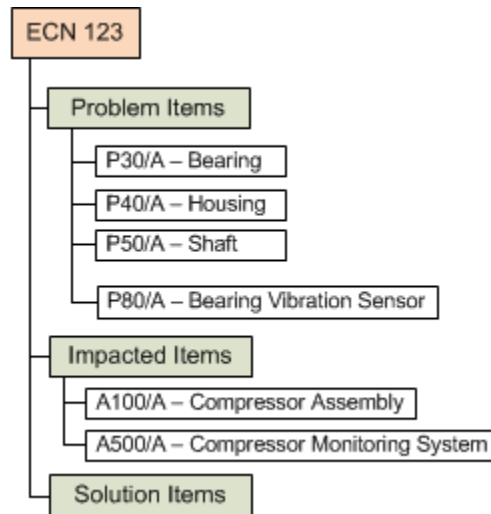 ECN 123
Problem Items
P30/A – Bearing
P40/A – Housing
P50/A – Shaft
P80/A – Bearing Vibration Sensor
Impacted Items
A100/A – Compressor Assembly
A500/A – Compressor Monitoring System
Solution Items